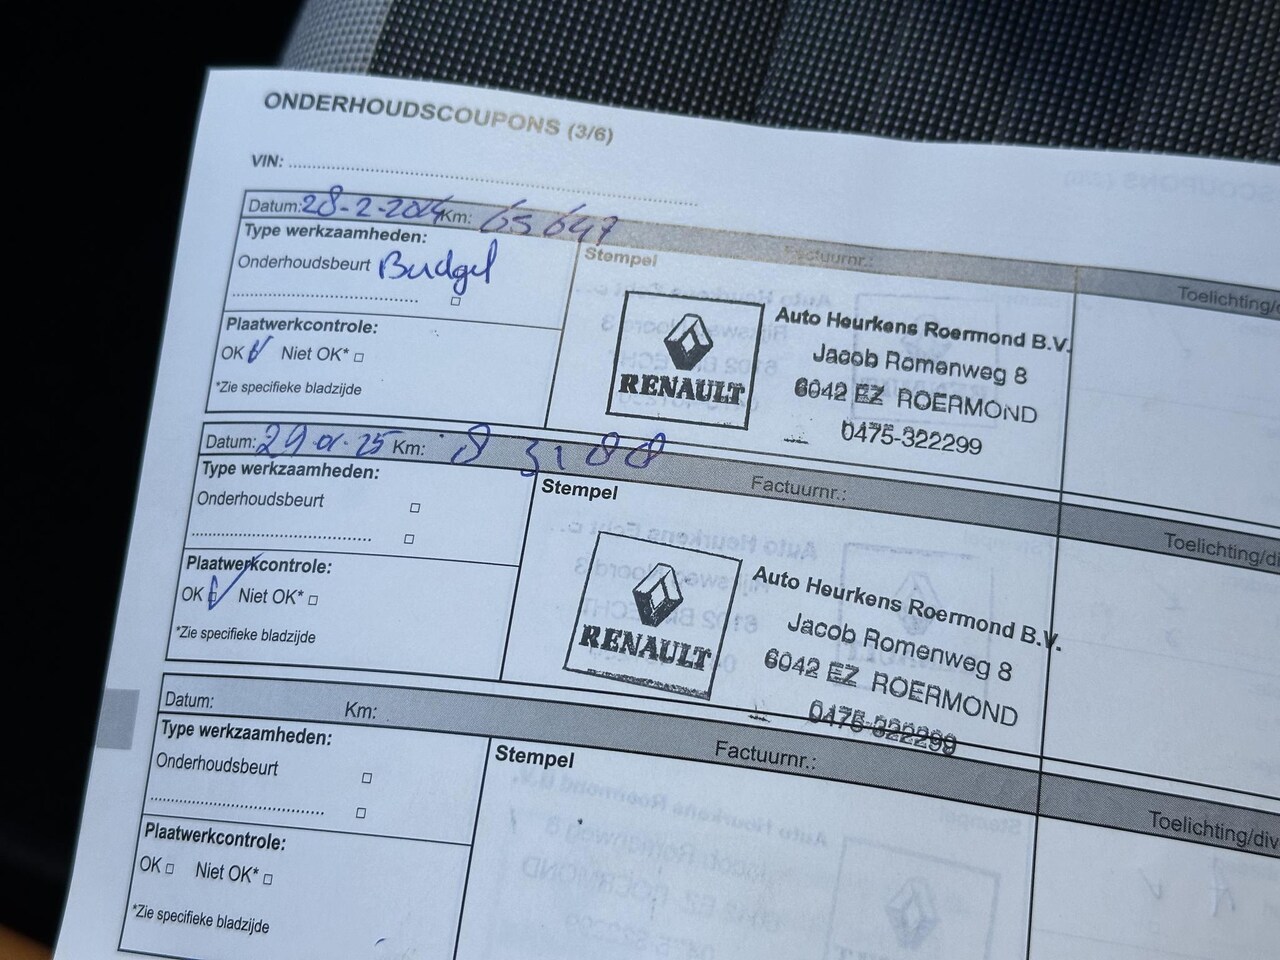 ONDERHOUDSCOUPONS (3/6)
VIN:
Datum: 28-2-2024 Km: 65647
Type werkzaamheden:
Onderhoudsbeurt Budget
Plaatwerkcontrole:
OK Niet OK*
*Zie specifieke bladzijde
Factuurnr.:
Toelichting/
Stempel
RENAULT
Auto Heurkens Roermond B.V.
Jacob Romenweg 8
6042 EZ ROERMOND
0475-322299
Datum: 29-01-25 Km: 83188
Type werkzaamheden:
Onderhoudsbeurt
Plaatwerkcontrole:
OK Niet OK*
*Zie specifieke bladzijde
Factuurnr.:
Toelichting/di
Stempel
RENAULT
Auto Heurkens Roermond B.V.
Jacob Romenweg 8
6042 EZ ROERMOND
0475-322299
Datum: Km:
Type werkzaamheden:
Onderhoudsbeurt
Plaatwerkcontrole:
OK Niet OK*
*Zie specifieke bladzijde
Factuurnr.:
Toelichting/div
Stempel